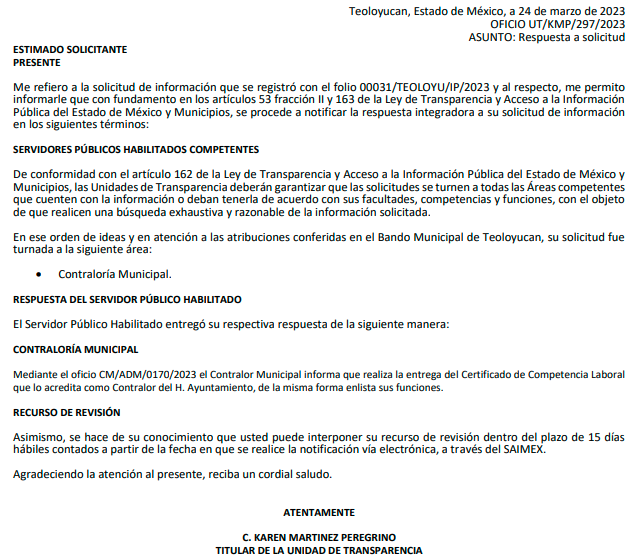 Teoloyucan, Estado de México, a 24 de marzo de 2023
OFICIO UT/KMP/297/2023
ASUNTO: Respuesta a solicitud
ESTIMADO SOLICITANTE
PRESENTE
Me refiero a la solicitud de información que se registró con el folio 00031/TEOLOYU/IP/2023 y al respecto, me permito
informarle que con fundamento en los artículos 53 fracción II y 163 de la Ley de Transparencia y Acceso a la Información
Pública del Estado de México y Municipios, se procede a notificar la respuesta integradora a su solicitud de información
en los siguientes términos:
SERVIDORES PÚBLICOS HABILITADOS COMPETENTES
De conformidad con el artículo 162 de la Ley de Transparencia y Acceso a la Información Pública del Estado de México y
Municipios, las Unidades de Transparencia deberán garantizar que las solicitudes se turnen a todas las Áreas competentes
que cuenten con la información o deban tenerla de acuerdo con sus facultades, competencias y funciones, con el objeto
de que realicen una búsqueda exhaustiva y razonable de la información solicitada.
En ese orden de ideas y en atención a las atribuciones conferidas en el Bando Municipal de Teoloyucan, su solicitud fue
turnada a la siguiente área:
• Contraloría Municipal.
RESPUESTA DEL SERVIDOR PÚBLICO HABILITADO
El Servidor Público Habilitado entregó su respectiva respuesta de la siguiente manera:
CONTRALORÍA MUNICIPAL
Mediante el oficio CM/ADM/0170/2023 el Contralor Municipal informa que realiza la entrega del Certificado de Competencia Laboral
que lo acredita como Contralor del H. Ayuntamiento, de la misma forma enlista sus funciones.
RECURSO DE REVISIÓN
Asimismo, se hace de su conocimiento que usted puede interponer su recurso de revisión dentro del plazo de 15 días
hábiles contados a partir de la fecha en que se realice la notificación vía electrónica, a través del SAIMEX.
Agradeciendo la atención al presente, reciba un cordial saludo.
ATENTAMENTE
C. KAREN MARTINEZ PEREGRINO
TITULAR DE LA UNIDAD DE TRANSPARENCIA